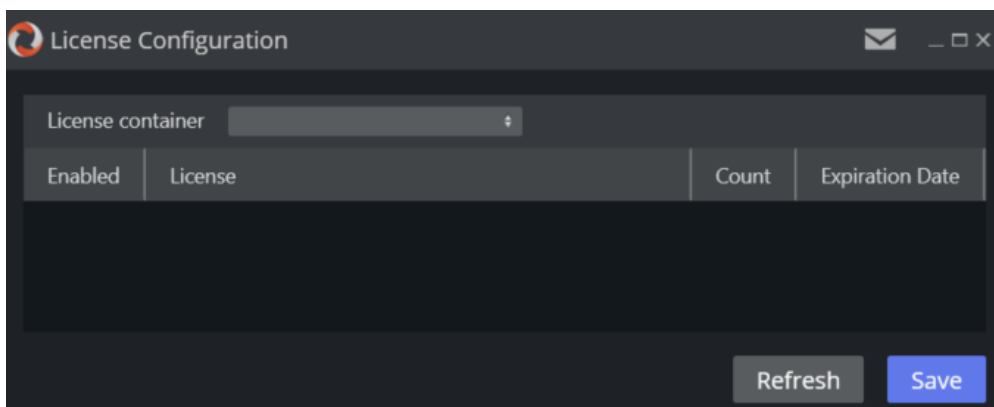 License Configuration
License container
Enabled License Count Expiration Date
Refresh Save